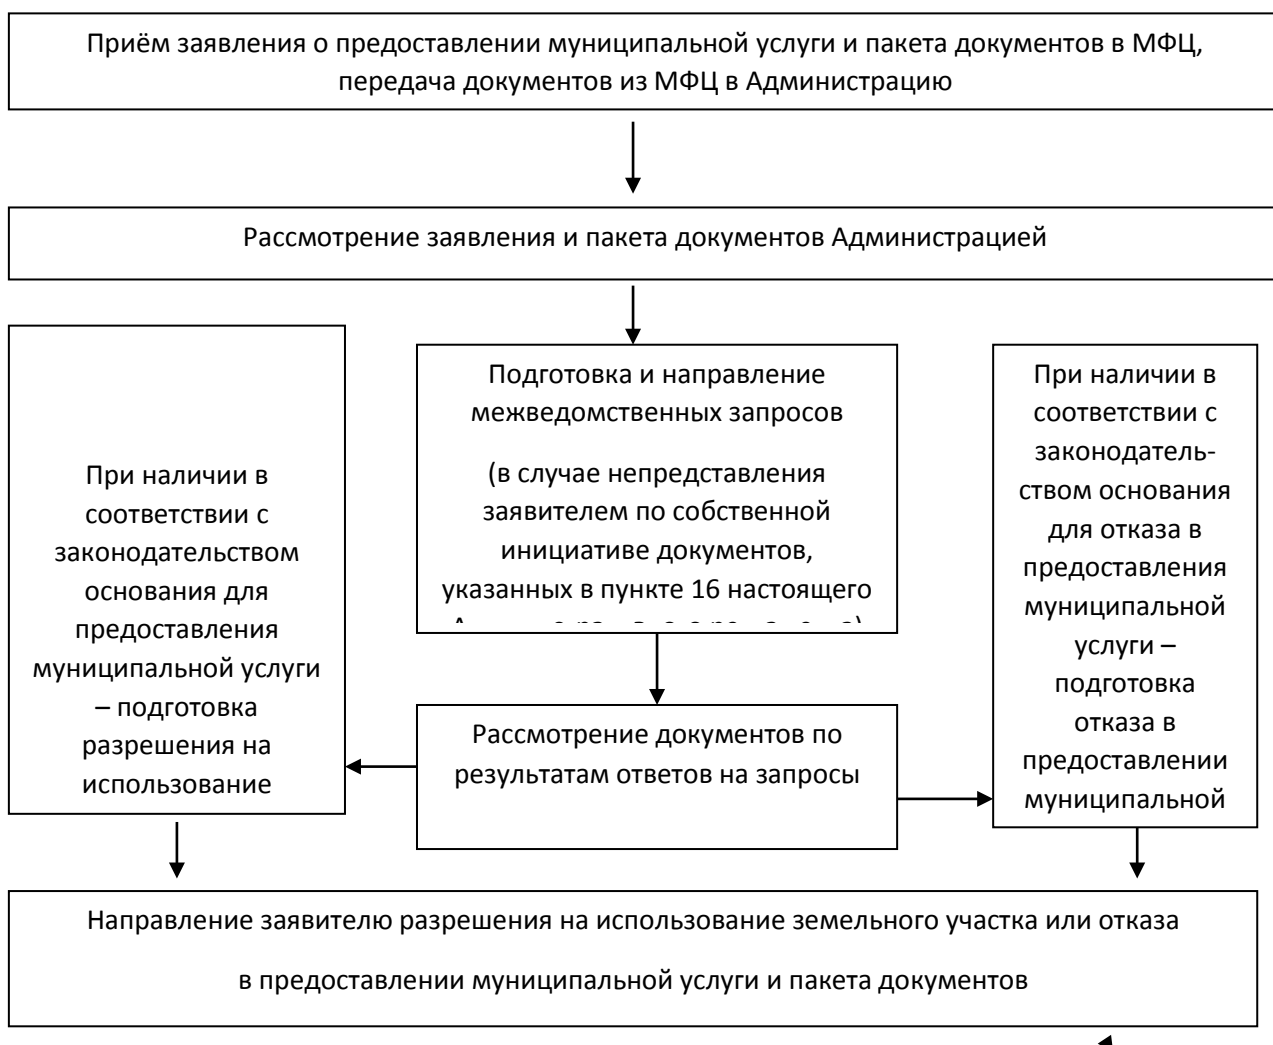 Приём заявления о предоставлении муниципальной услуги и пакета документов в МФЦ,
передача документов из МФЦ в Администрацию
Рассмотрение заявления и пакета документов Администрацией
При наличии в
соответствии с
законодательством
основания для
предоставления
муниципальной услуги
– подготовка
разрешения на
использование
Подготовка и направление
межведомственных запросов
(в случае непредставления
заявителем по собственной
инициативе документов,
указанных в пункте 16 настоящего
Рассмотрение документов по
результатам ответов на запросы
При наличии в
соответствии с
законодатель-
ством основания
для отказа в
предоставления
муниципальной
услуги –
подготовка
отказа в
предоставлении
муниципальной
Направление заявителю разрешения на использование земельного участка или отказа
в предоставлении муниципальной услуги и пакета документов